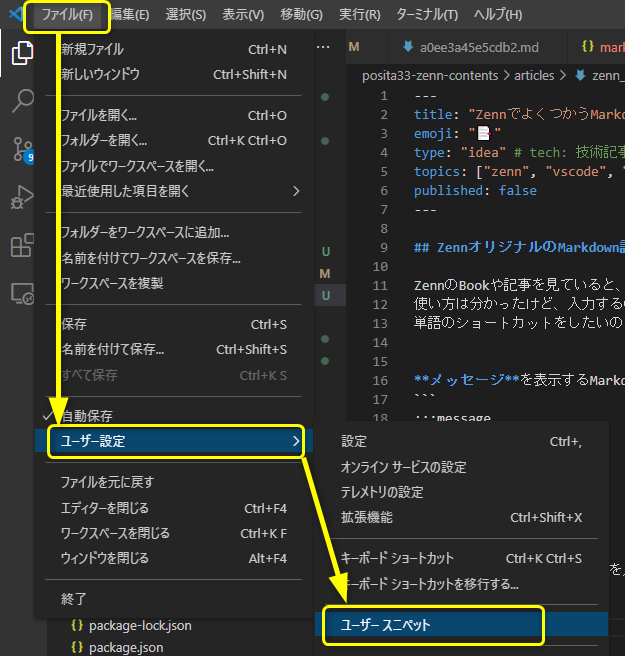 ファイル(F) 編集(E) 選択(S) 表示(V) 移動(G) 実行(R) ターミナル(T) ヘルプ(H)
新規ファイル Ctrl+N
新しいウィンドウ Ctrl+Shift+N
ファイルを開く... Ctrl+O
フォルダーを開く... Ctrl+K Ctrl+O
ファイルでワークスペースを開く...
最近使用した項目を開く
フォルダーをワークスペースに追加...
名前を付けてワークスペースを保存...
ワークスペースを複製
保存 Ctrl+S
名前を付けて保存... Ctrl+Shift+S
すべて保存 Ctrl+K S
自動保存
ユーザー設定
ファイルを元に戻す
エディターを閉じる Ctrl+F4
ワークスペースを閉じる Ctrl+K F
ウィンドウを閉じる Alt+F4
終了
package-lock.json
package.json
9
...
M
U
M
U
a0ee3a45e5cdb2.md
mark
posita33-zenn-contents > articles > zenn_
1 ---
2 title: "ZennでよくつかうMarkdo
3 emoji: "📑"
4 type: "idea" # tech: 技術記事
5 topics: ["zenn", "vscode", "
6 published: false
7 ---
8
9 ## ZennオリジナルのMarkdown
10
11 ZennのBookや記事を見ていると、
12 使い方は分かったけど、入力する
13 単語のショートカットをしたいの
14
15
16 **メッセージ**を表示するMark
17 ```
18 :::message
設定 Ctrl+,
オンライン サービスの設定
テレメトリの設定
拡張機能 Ctrl+Shift+X
キーボード ショートカット Ctrl+K Ctrl+S
キーボード ショートカットを移行する...
ユーザー スニペット
を